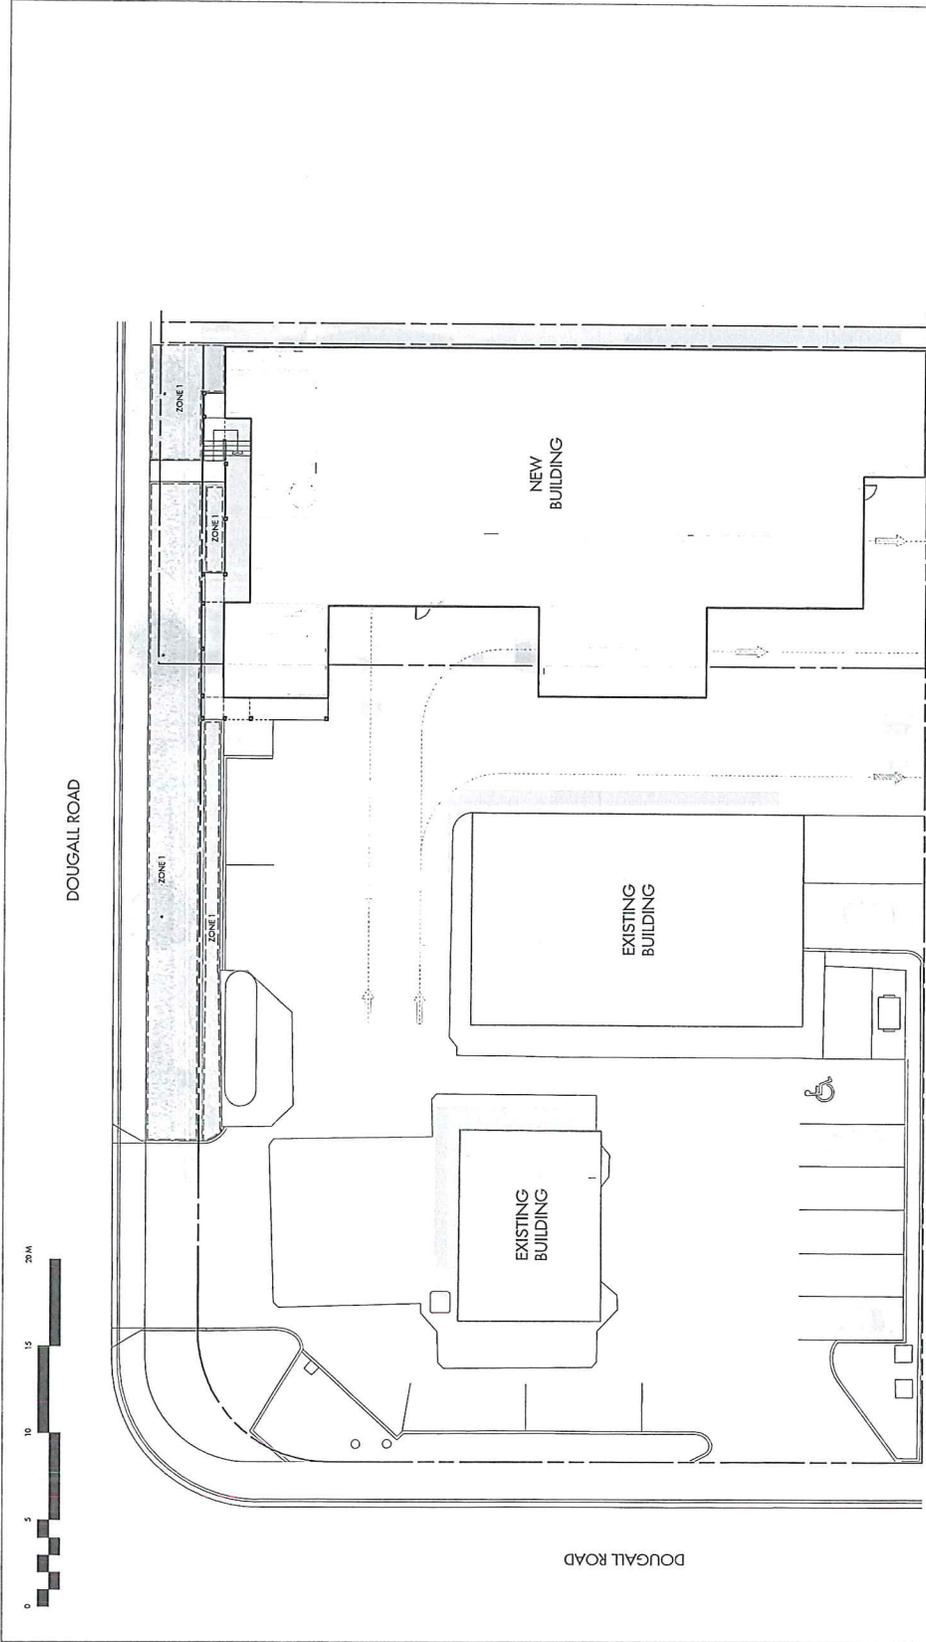 DOUGALL ROAD
ZONE 1
ZONE 1
ZONE 1
ZONE 1
NEW
BUILDING
EXISTING
BUILDING
EXISTING
BUILDING
0 5 10 15 20 M
DOUGALL ROAD